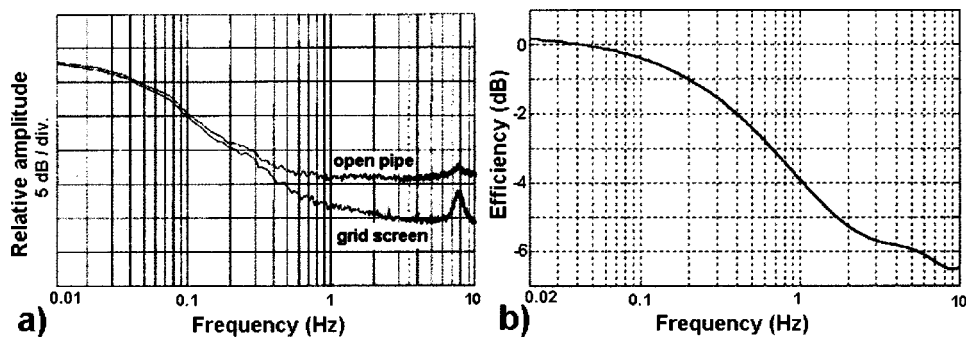 Relative amplitude
5 dB / div.
open pipe
grid screen
0.01 0.1 1 10
a) Frequency (Hz)
Efficiency (dB)
0
-2
-4
-6
0.02 0.1 1 10
b) Frequency (Hz)